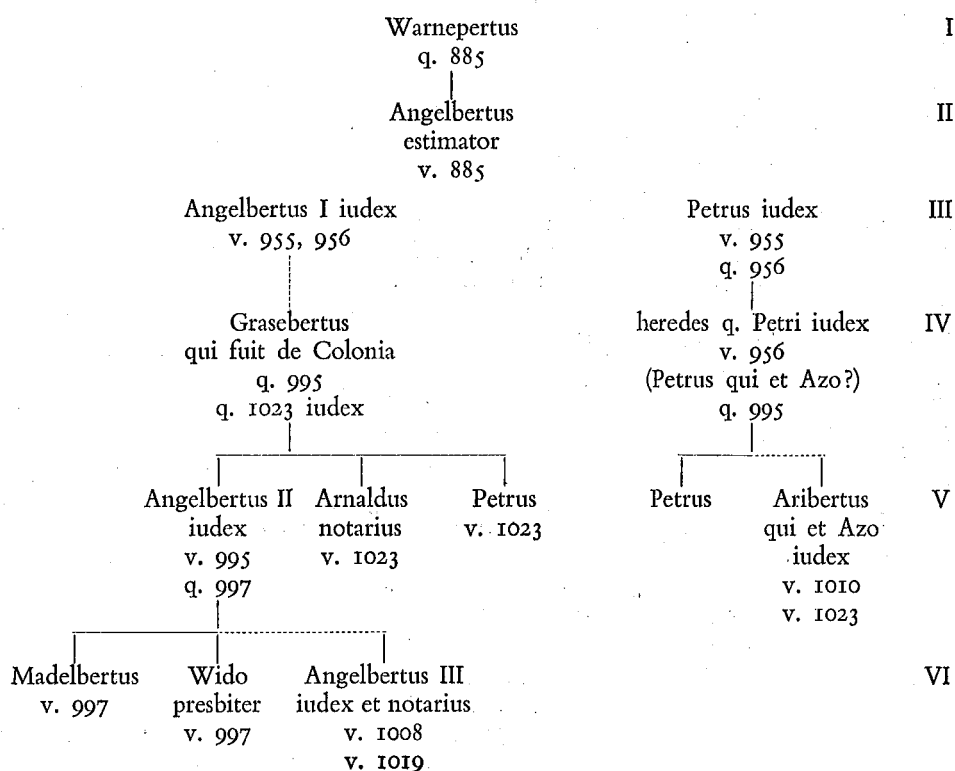 Warnepertus I
q. 885
Angelbertus II
estimator
v. 885
Angelbertus I iudex Petrus iudex III
v. 955, 956 v. 955
q. 956
Grasebertus heredes q. Petri iudex IV
qui fuit de Colonia v. 956
q. 995 (Petrus qui et Azo?)
q. 1023 iudex q. 995
Angelbertus II Arnaldus Petrus Petrus Aribertus V
iudex notarius v. 1023 qui et Azo
v. 995 v. 1023 iudex
q. 997 v. 1010
v. 1023
Madelbertus Wido Angelbertus III VI
v. 997 presbiter iudex et notarius
v. 997 v. 1008
v. 1019